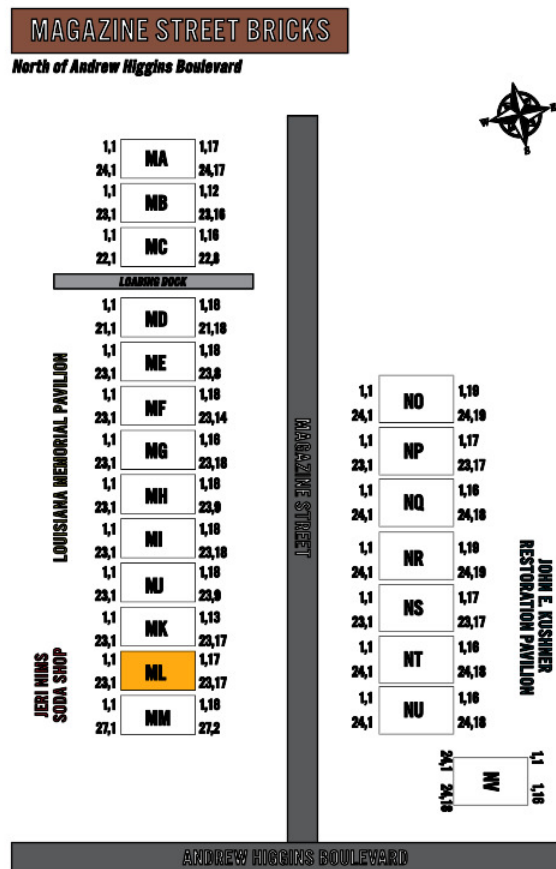 MAGAZINE STREET BRICKS
North of Andrew Higgins Boulevard
N
W
E
S
1,1 MA 1,17
24,1 24,17
1,1 MB 1,12
23,1 23,16
1,1 MC 1,16
22,1 22,8
LOADING DOCK
1,1 MD 1,18
21,1 21,18
1,1 ME 1,18
23,1 23,8
1,1 MF 1,18
23,1 23,14
1,1 MG 1,16
23,1 23,18
1,1 MH 1,18
23,1 23,9
1,1 MI 1,18
23,1 23,18
1,1 MJ 1,18
23,1 23,9
1,1 MK 1,13
23,1 23,17
1,1 ML 1,17
23,1 23,17
1,1 MM 1,18
27,1 27,2
LOUISIANA MEMORIAL PAVILION
JERI NIMS
SODA SHOP
MAGAZINE STREET
1,1 NO 1,19
24,1 24,19
1,1 NP 1,17
23,1 23,17
1,1 NQ 1,16
24,1 24,18
1,1 NR 1,19
24,1 24,19
1,1 NS 1,17
23,1 23,17
1,1 NT 1,16
24,1 24,18
1,1 NU 1,16
24,1 24,18
24,1 NV 1,1
24,18 1,16
JOHN E. KUSHNER
RESTORATION PAVILION
ANDREW HIGGINS BOULEVARD